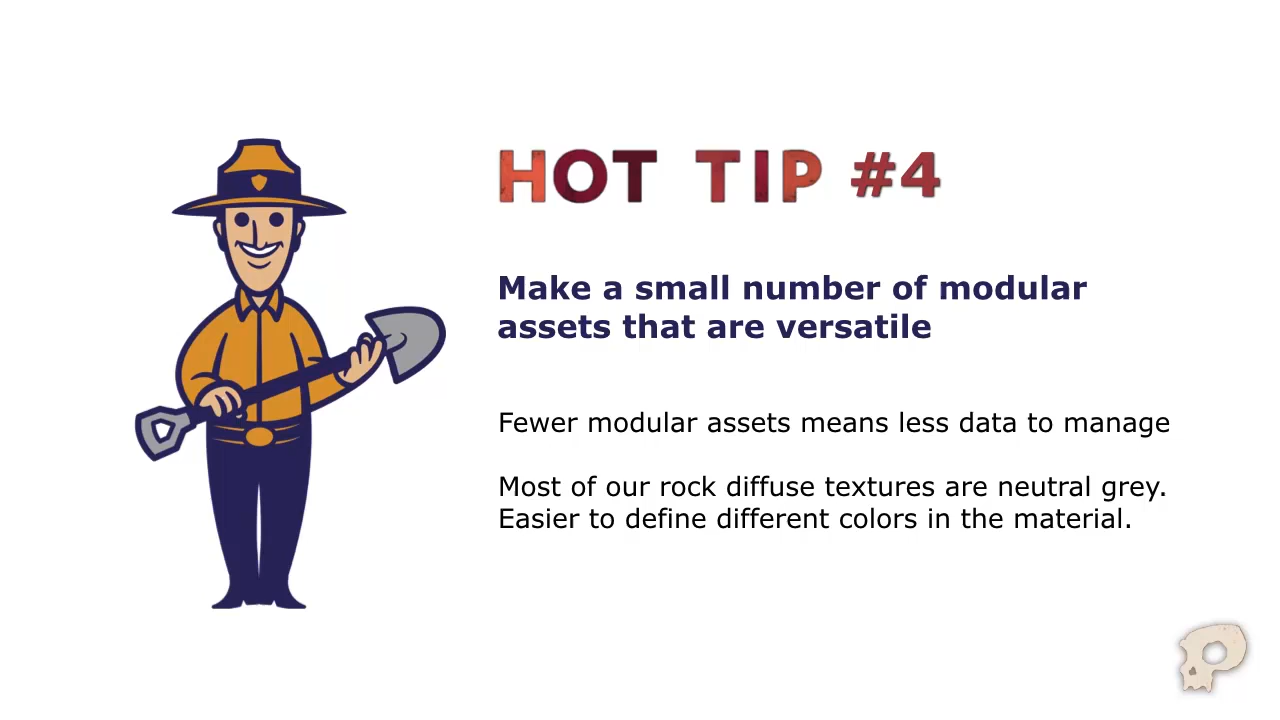 HOT TIP #4
Make a small number of modular
assets that are versatile
Fewer modular assets means less data to manage
Most of our rock diffuse textures are neutral grey.
Easier to define different colors in the material.